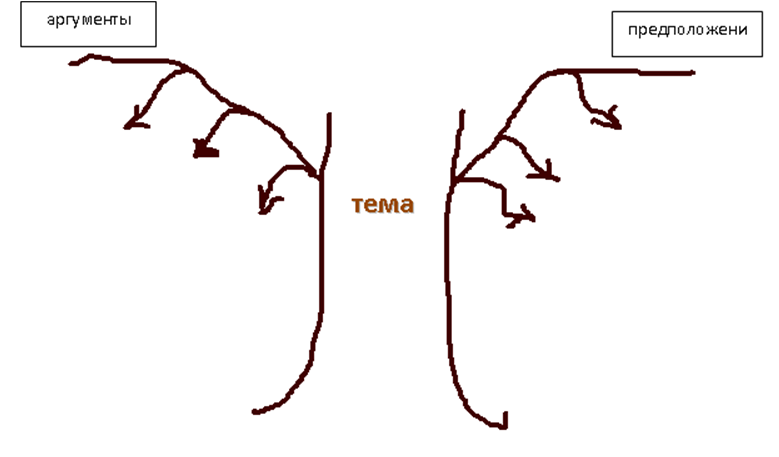 аргументы
предположени
тема